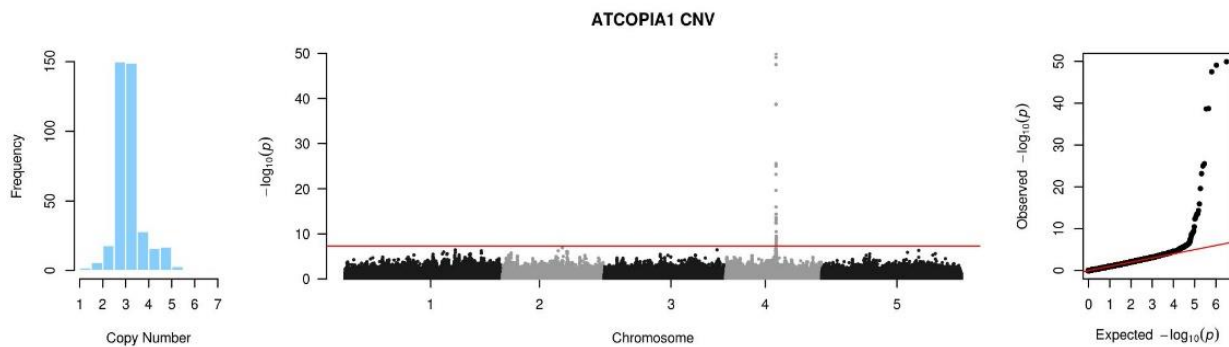 ATCOPIA1 CNV
Frequency
150
100
50
0
1 2 3 4 5 6 7
Copy Number
−log10(p)
50
40
30
20
10
0
1 2 3 4 5
Chromosome
Observed −log10(p)
50
40
30
20
10
0
0 1 2 3 4 5 6
Expected −log10(p)